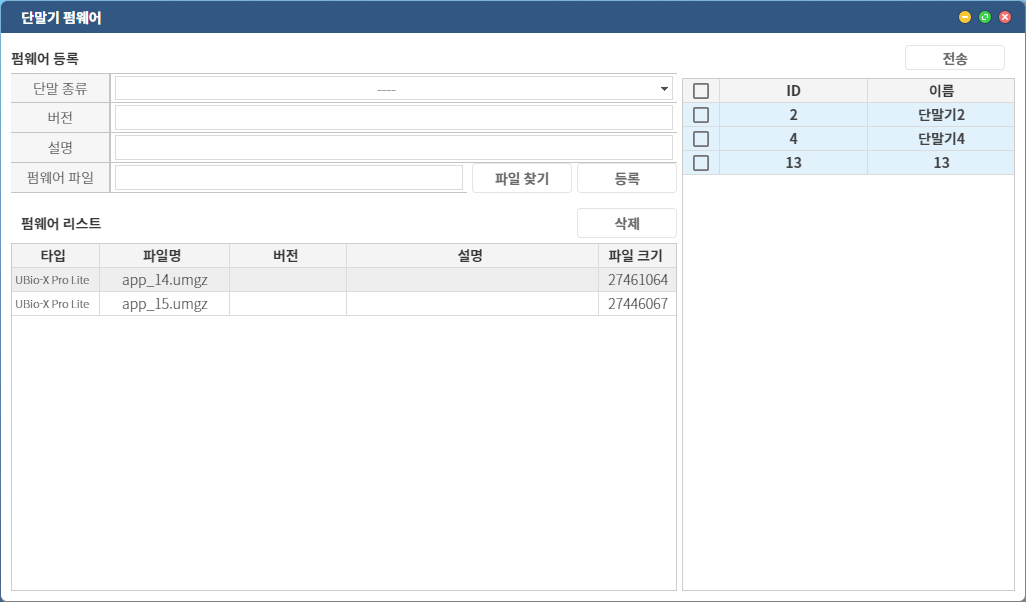 단말기 펌웨어
펌웨어 등록
단말 종류 ----
버전
설명
펌웨어 파일 파일 찾기 등록
펌웨어 리스트 삭제
타입 파일명 버전 설명 파일 크기
UBio-X Pro Lite app_14.umgz 27461064
UBio-X Pro Lite app_15.umgz 27446067
전송
ID 이름
2 단말기2
4 단말기4
13 13